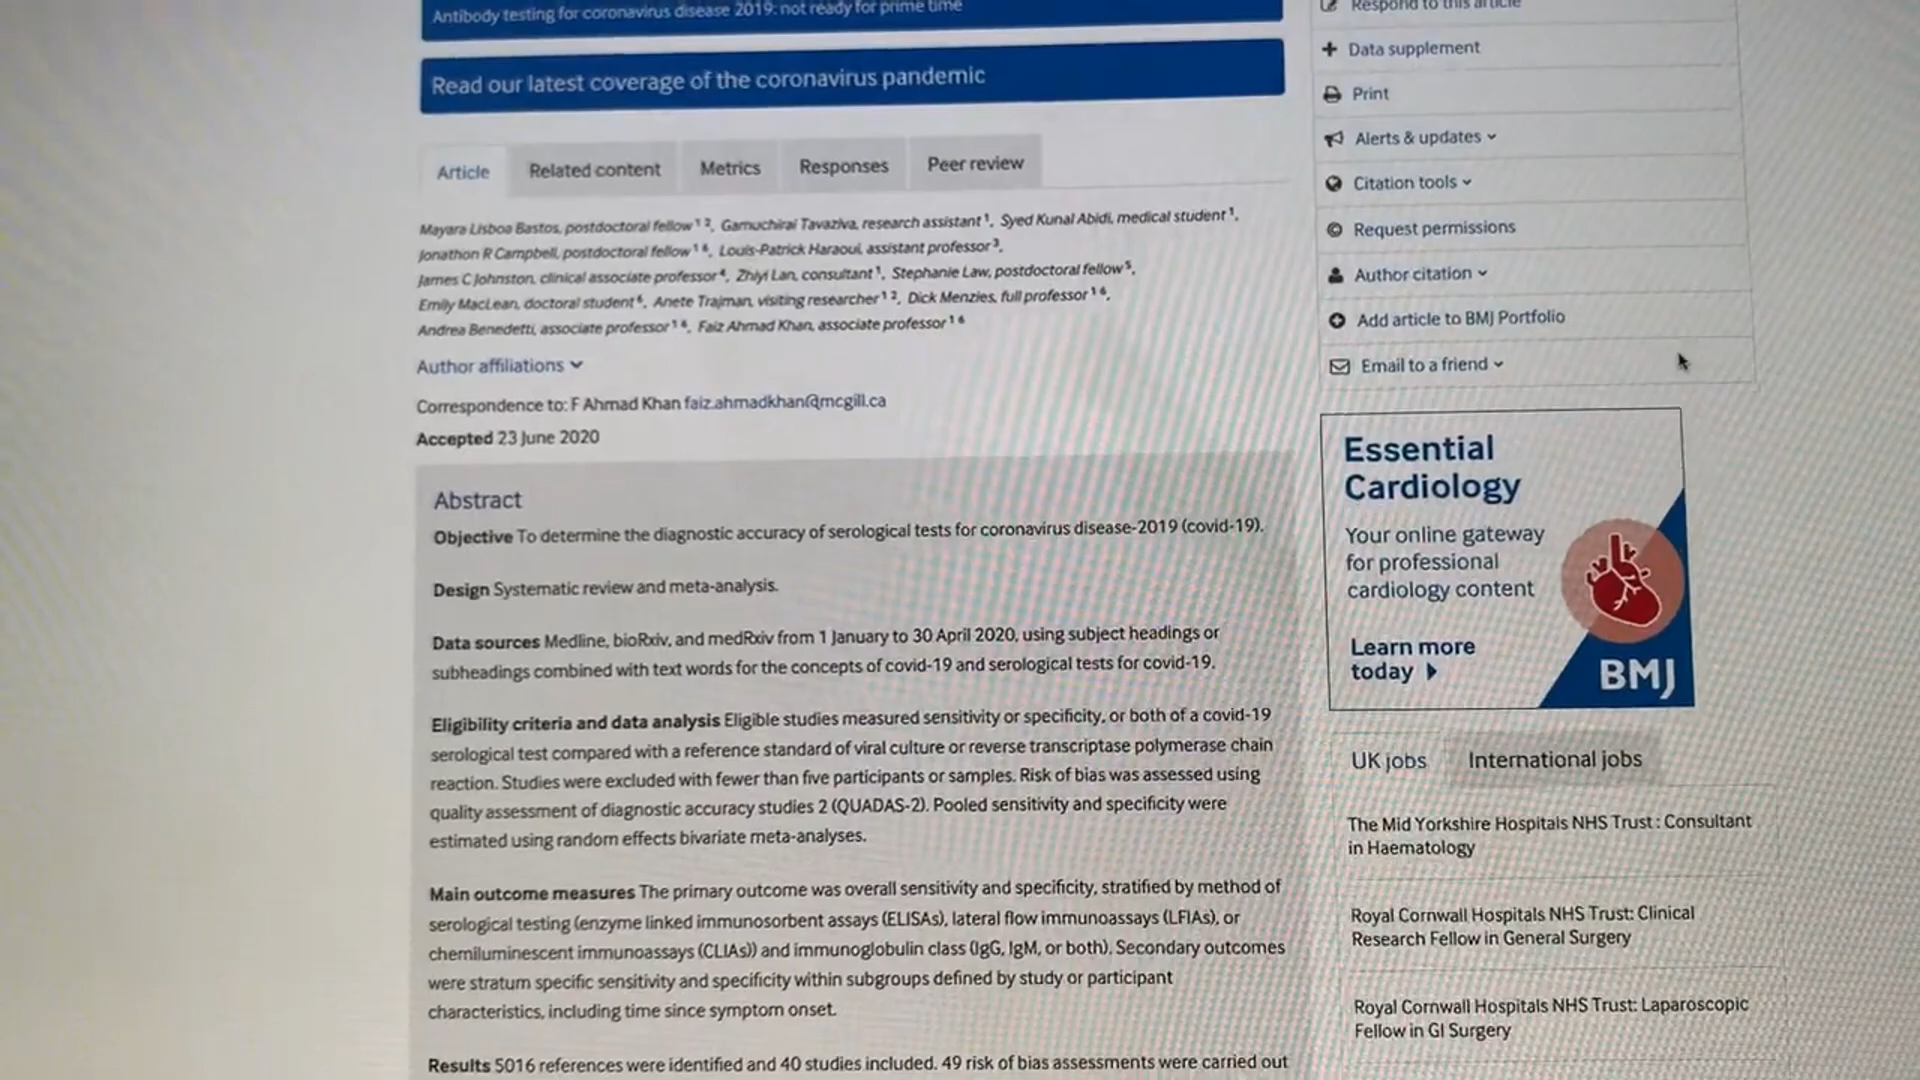 Antibody testing for coronavirus disease 2019: not ready for prime time
Read our latest coverage of the coronavirus pandemic
Article
Related content
Metrics
Responses
Peer review
Mayara Lisboa Bastos, postdoctoral fellow 1 2, Gamuchirai Tavaziva, research assistant 1, Syed Kunal Abidi, medical student 1,
Jonathon R Campbell, postdoctoral fellow 1 6, Louis-Patrick Haraoui, assistant professor 3,
James C Johnston, clinical associate professor 4, Zhiyi Lan, consultant 1, Stephanie Law, postdoctoral fellow 5,
Emily MacLean, doctoral student 6, Anete Trajman, visiting researcher 1 2, Dick Menzies, full professor 1 6,
Andrea Benedetti, associate professor 1 6, Faiz Ahmad Khan, associate professor 1 6
Author affiliations
Correspondence to: F Ahmad Khan faiz.ahmadkhan@mcgill.ca
Accepted 23 June 2020
Abstract
Objective To determine the diagnostic accuracy of serological tests for coronavirus disease-2019 (covid-19).
Design Systematic review and meta-analysis.
Data sources Medline, bioRxiv, and medRxiv from 1 January to 30 April 2020, using subject headings or
subheadings combined with text words for the concepts of covid-19 and serological tests for covid-19.
Eligibility criteria and data analysis Eligible studies measured sensitivity or specificity, or both of a covid-19
serological test compared with a reference standard of viral culture or reverse transcriptase polymerase chain
reaction. Studies were excluded with fewer than five participants or samples. Risk of bias was assessed using
quality assessment of diagnostic accuracy studies 2 (QUADAS-2). Pooled sensitivity and specificity were
estimated using random effects bivariate meta-analyses.
Main outcome measures The primary outcome was overall sensitivity and specificity, stratified by method of
serological testing (enzyme linked immunosorbent assays (ELISAs), lateral flow immunoassays (LFIAs), or
chemiluminescent immunoassays (CLIAs)) and immunoglobulin class (IgG, IgM, or both). Secondary outcomes
were stratum specific sensitivity and specificity within subgroups defined by study or participant
characteristics, including time since symptom onset.
Results 5016 references were identified and 40 studies included. 49 risk of bias assessments were carried out
Respond to this article
Data supplement
Print
Alerts & updates
Citation tools
Request permissions
Author citation
Add article to BMJ Portfolio
Email to a friend
Essential
Cardiology
Your online gateway
for professional
cardiology content
Learn more
today
BMJ
UK jobs
International jobs
The Mid Yorkshire Hospitals NHS Trust : Consultant
in Haematology
Royal Cornwall Hospitals NHS Trust: Clinical
Research Fellow in General Surgery
Royal Cornwall Hospitals NHS Trust: Laparoscopic
Fellow in GI Surgery